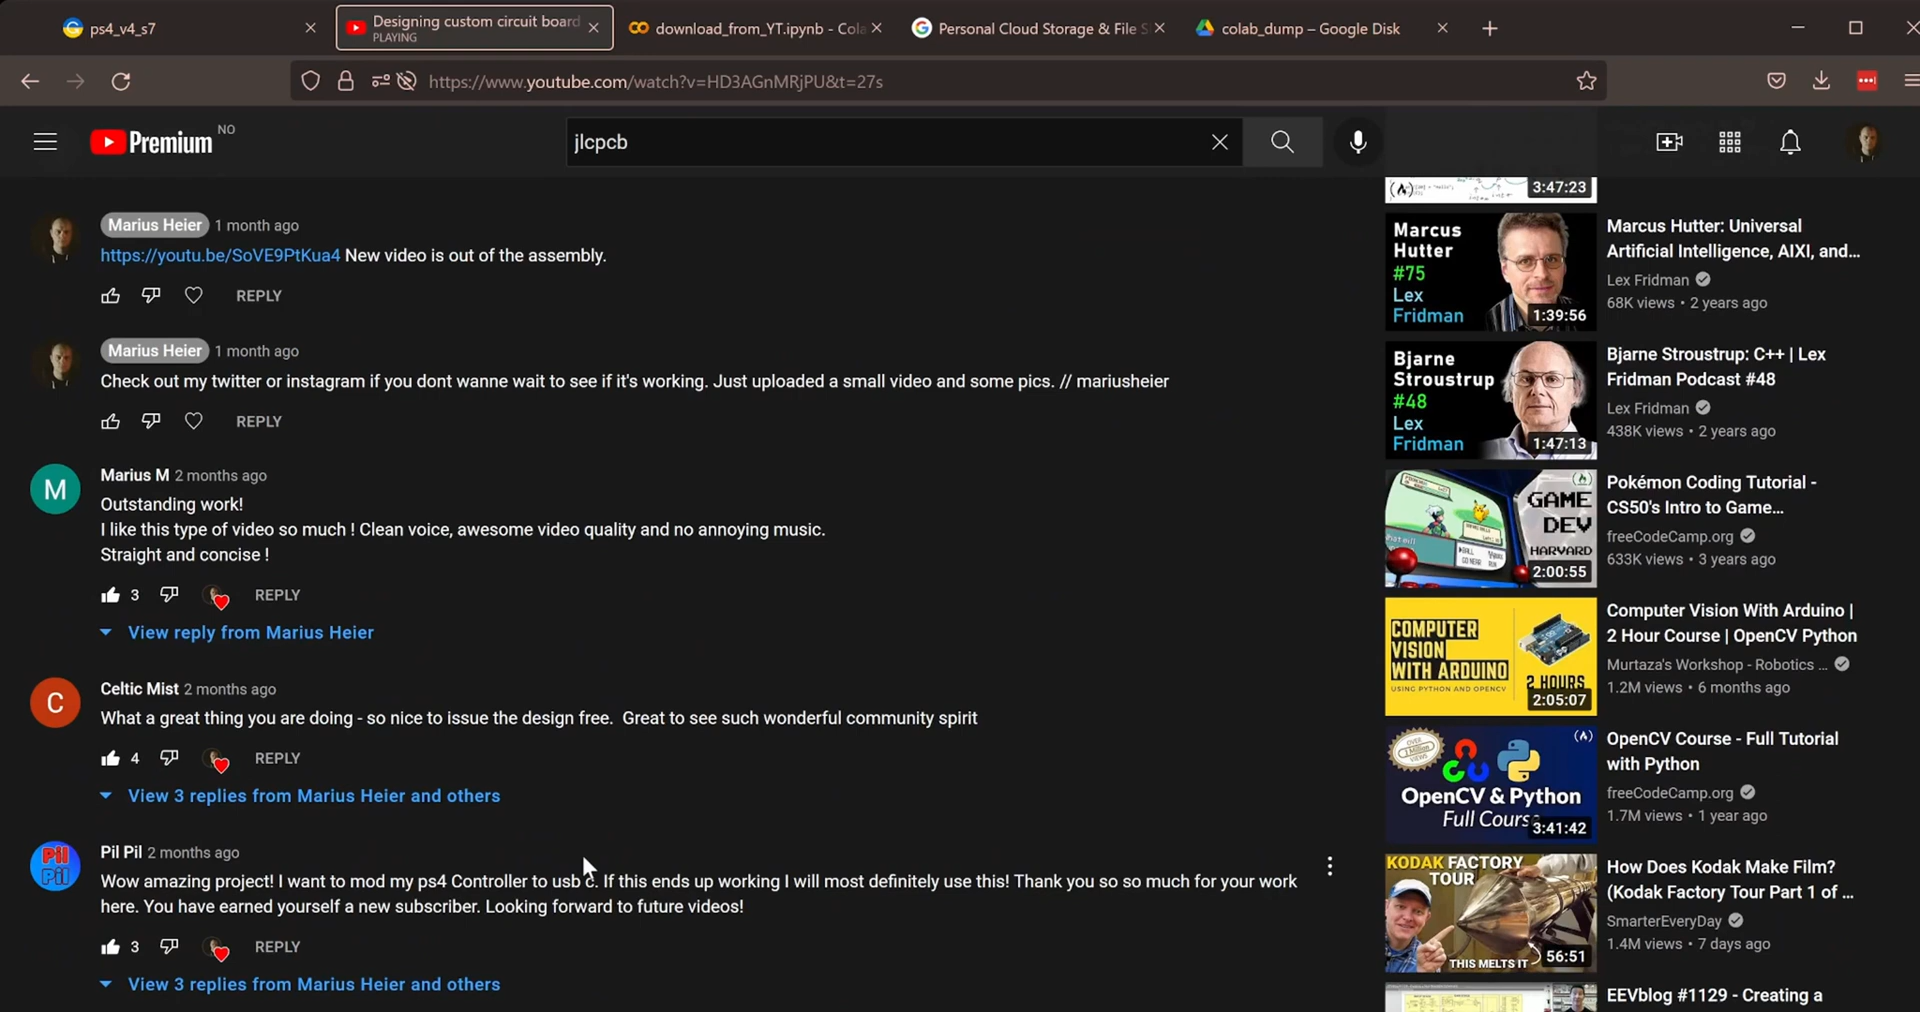 ps4_v4_s7
Designing custom circuit board
PLAYING
download_from_YT.ipynb - Cola
Personal Cloud Storage & File S
colab_dump – Google Disk
https://www.youtube.com/watch?v=HD3AGnMRjPU&t=27s
Premium NO
jlcpcb
Marius Heier 1 month ago
https://youtu.be/SoVE9PtKua4 New video is out of the assembly.
REPLY
Marius Heier 1 month ago
Check out my twitter or instagram if you dont wanne wait to see if it's working. Just uploaded a small video and some pics. // mariusheier
REPLY
M
Marius M 2 months ago
Outstanding work!
I like this type of video so much ! Clean voice, awesome video quality and no annoying music.
Straight and concise !
3 REPLY
View reply from Marius Heier
C
Celtic Mist 2 months ago
What a great thing you are doing - so nice to issue the design free.  Great to see such wonderful community spirit
4 REPLY
View 3 replies from Marius Heier and others
Pil
Pil
Pil Pil 2 months ago
Wow amazing project! I want to mod my ps4 Controller to usb c. If this ends up working I will most definitely use this! Thank you so so much for your work
here. You have earned yourself a new subscriber. Looking forward to future videos!
3 REPLY
View 3 replies from Marius Heier and others
3:47:23
Marcus
Hutter
#75
Lex
Fridman
1:39:56
Marcus Hutter: Universal
Artificial Intelligence, AIXI, and...
Lex Fridman
68K views • 2 years ago
Bjarne
Stroustrup
#48
Lex
Fridman
1:47:13
Bjarne Stroustrup: C++ | Lex
Fridman Podcast #48
Lex Fridman
438K views • 2 years ago
GAME
DEV
HARVARD
2:00:55
Pokémon Coding Tutorial -
CS50's Intro to Game...
freeCodeCamp.org
633K views • 3 years ago
COMPUTER
VISION
WITH ARDUINO
USING PYTHON AND OPENCV
2 HOURS
2:05:07
Computer Vision With Arduino |
2 Hour Course | OpenCV Python
Murtaza's Workshop - Robotics ...
1.2M views • 6 months ago
OpenCV & Python
Full Course
3:41:42
OpenCV Course - Full Tutorial
with Python
freeCodeCamp.org
1.7M views • 1 year ago
KODAK FACTORY
TOUR
THIS MELTS IT
56:51
How Does Kodak Make Film?
(Kodak Factory Tour Part 1 of ...
SmarterEveryDay
1.4M views • 7 days ago
EEVblog #1129 - Creating a